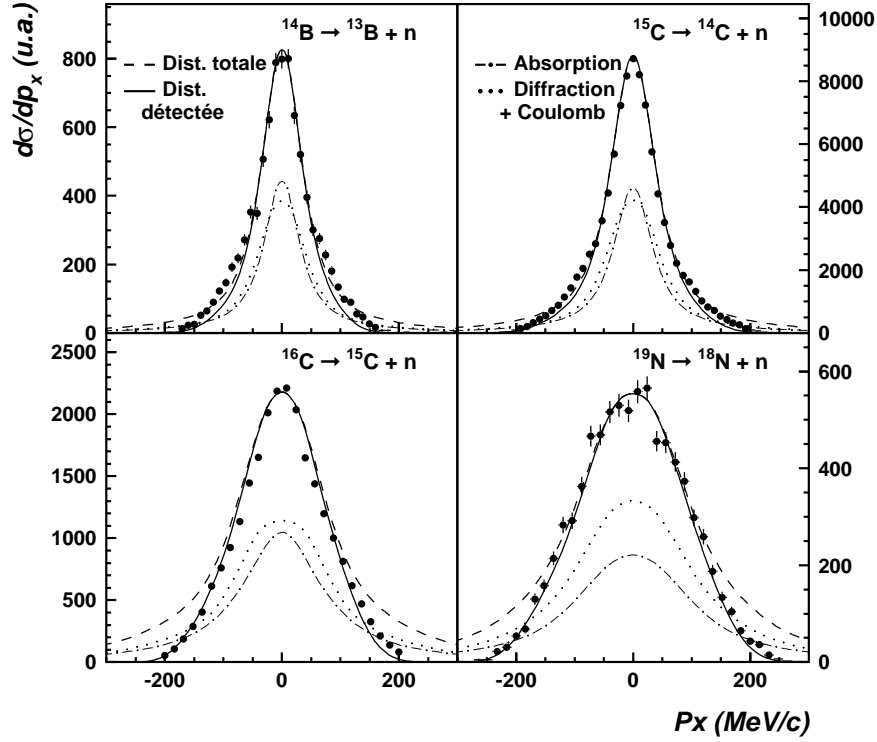 dσ/dpₓ (u.a.)
¹⁴B → ¹³B + n
¹⁵C → ¹⁴C + n
Dist. totale
Dist.
détectée
Absorption
Diffraction
+ Coulomb
800
600
400
200
0
10000
8000
6000
4000
2000
0
¹⁶C → ¹⁵C + n
¹⁹N → ¹⁸N + n
2500
2000
1500
1000
500
0
600
400
200
0
-200
0
200
-200
0
200
Px (MeV/c)